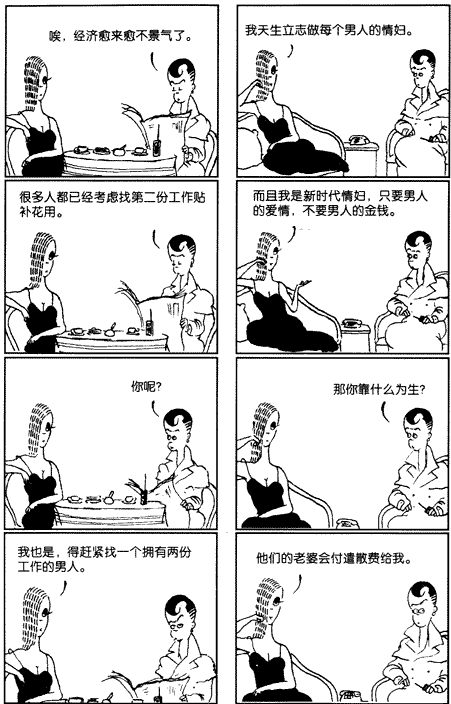 唉，经济愈来愈不景气了。
很多人都已经考虑找第二份工作贴
补花用。
你呢？
我也是，得赶紧找一个拥有两份
工作的男人。
我天生立志做每个男人的情妇。
而且我是新时代情妇，只要男人
的爱情，不要男人的金钱。
那你靠什么为生？
他们的老婆会付遣散费给我。